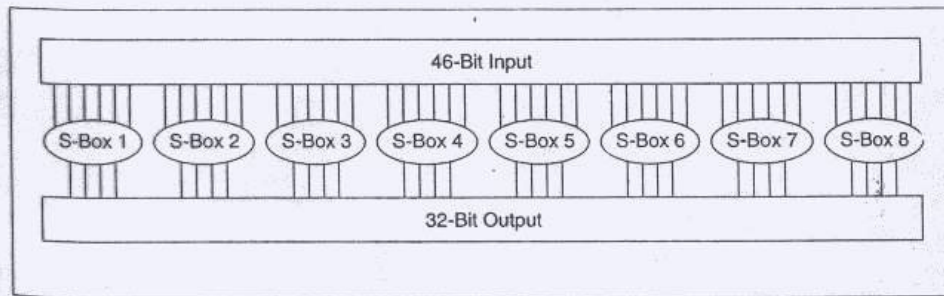 46-Bit Input
S-Box 1 S-Box 2 S-Box 3 S-Box 4 S-Box 5 S-Box 6 S-Box 7 S-Box 8
32-Bit Output